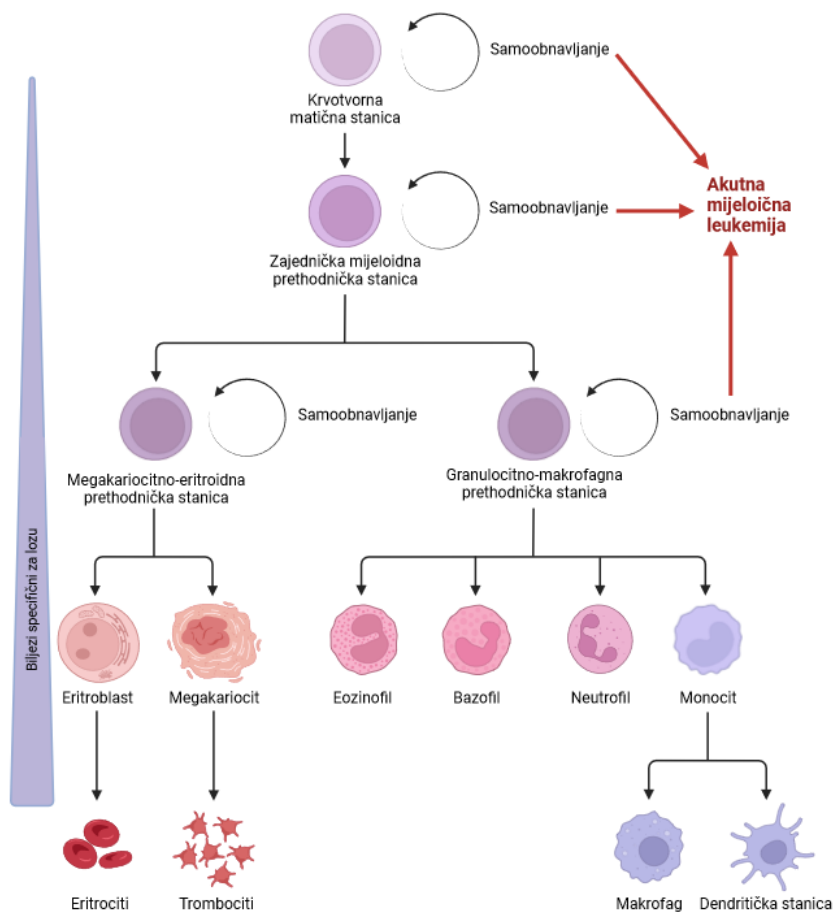 Samoobnavljanje
Krvotvorna
matična stanica
Akutna
mijeloična
leukemija
Samoobnavljanje
Zajednička mijeloidna
prethodnička stanica
Samoobnavljanje
Samoobnavljanje
Megakariocitno-eritroidna
prethodnička stanica
Granulocitno-makrofagna
prethodnička stanica
Biljezi specifični za lozu
Eritroblast
Megakariocit
Eozinofil
Bazofil
Neutrofil
Monocit
Eritrociti
Trombociti
Makrofag
Dendritička stanica